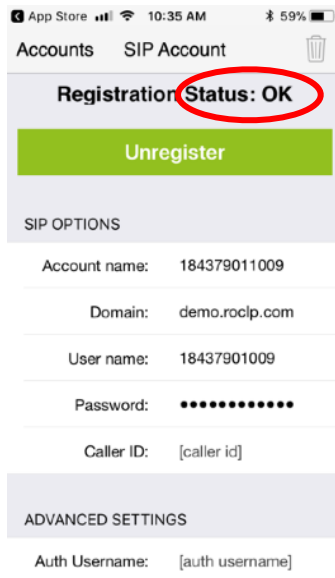 App Store 10:35 AM 59%
Accounts SIP Account
Registration Status: OK
Unregister
SIP OPTIONS
Account name: 184379011009
Domain: demo.roclp.com
User name: 18437901009
Password: ••••••••••••
Caller ID: [caller id]
ADVANCED SETTINGS
Auth Username: [auth username]